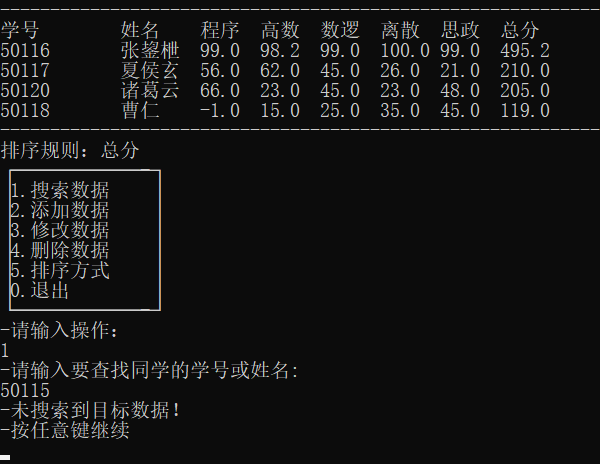 学号 姓名 程序 高数 数逻 离散 思政 总分
50116 张鋆枻 99.0 98.2 99.0 100.0 99.0 495.2
50117 夏侯玄 56.0 62.0 45.0 26.0 21.0 210.0
50120 诸葛云 66.0 23.0 45.0 23.0 48.0 205.0
50118 曹仁 -1.0 15.0 25.0 35.0 45.0 119.0
排序规则: 总分
1.搜索数据
2.添加数据
3.修改数据
4.删除数据
5.排序方式
0.退出
-请输入操作:
1
-请输入要查找同学的学号或姓名:
50115
-未搜索到目标数据!
-按任意键继续